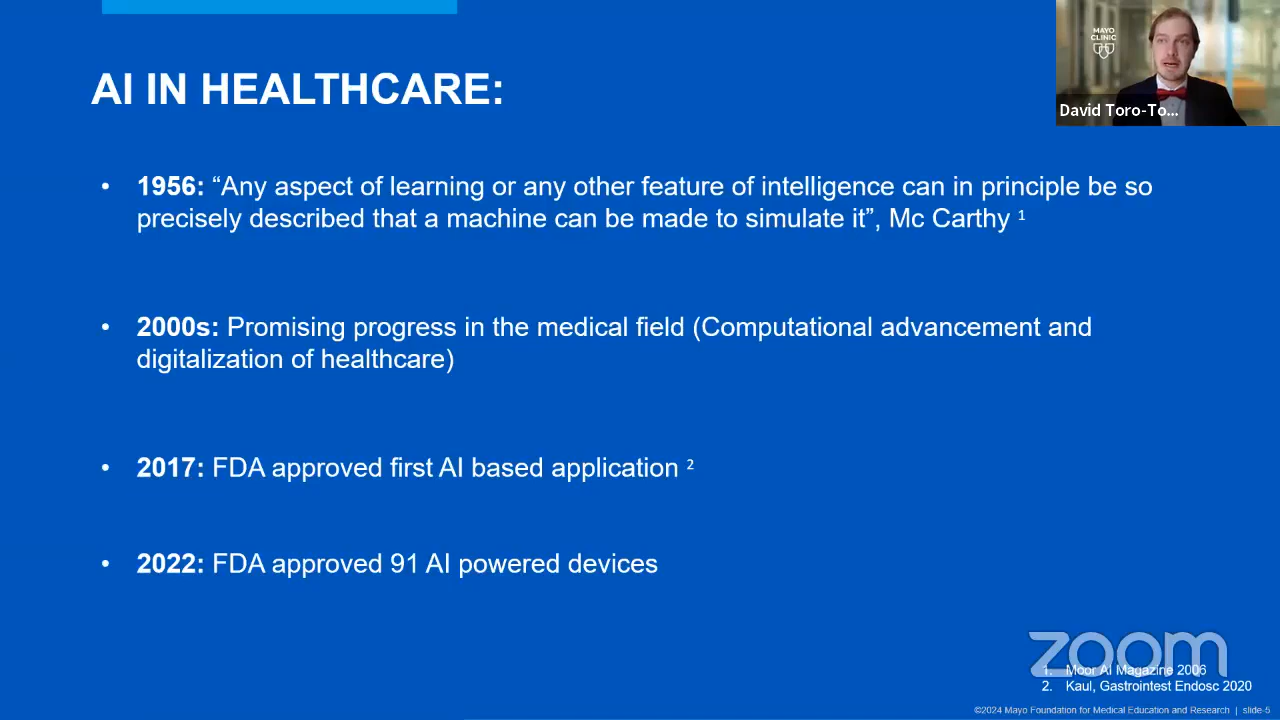 AI IN HEALTHCARE:
MAYO
CLINIC
David Toro-To...
• 1956: “Any aspect of learning or any other feature of intelligence can in principle be so
precisely described that a machine can be made to simulate it”, Mc Carthy 1
• 2000s: Promising progress in the medical field (Computational advancement and
digitalization of healthcare)
• 2017: FDA approved first AI based application 2
• 2022: FDA approved 91 AI powered devices
zoom
1. Moor AI Magazine 2006
2. Kaul, Gastrointest Endosc 2020
©2024 Mayo Foundation for Medical Education and Research | slide-5